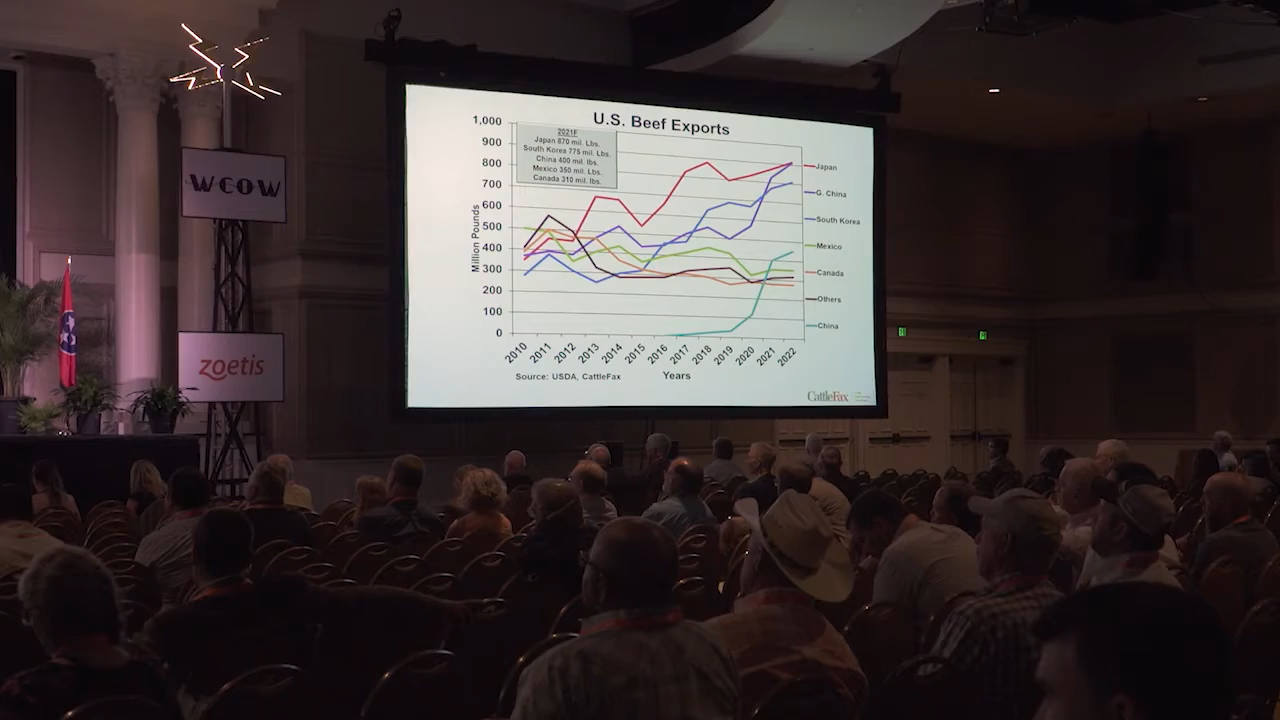 WCOW
zoetis
U.S. Beef Exports
2021F
Japan 870 mil. Lbs.
South Korea 775 mil. Lbs.
China 400 mil. lbs.
Mexico 350 mil. Lbs.
Canada 310 mil. lbs.
1,000
900
800
700
600
500
400
300
200
100
0
Million Pounds
2010 2011 2012 2013 2014 2015 2016 2017 2018 2019 2020 2021 2022
Years
Japan
G. China
South Korea
Mexico
Canada
Others
China
Source: USDA, CattleFax
CattleFax